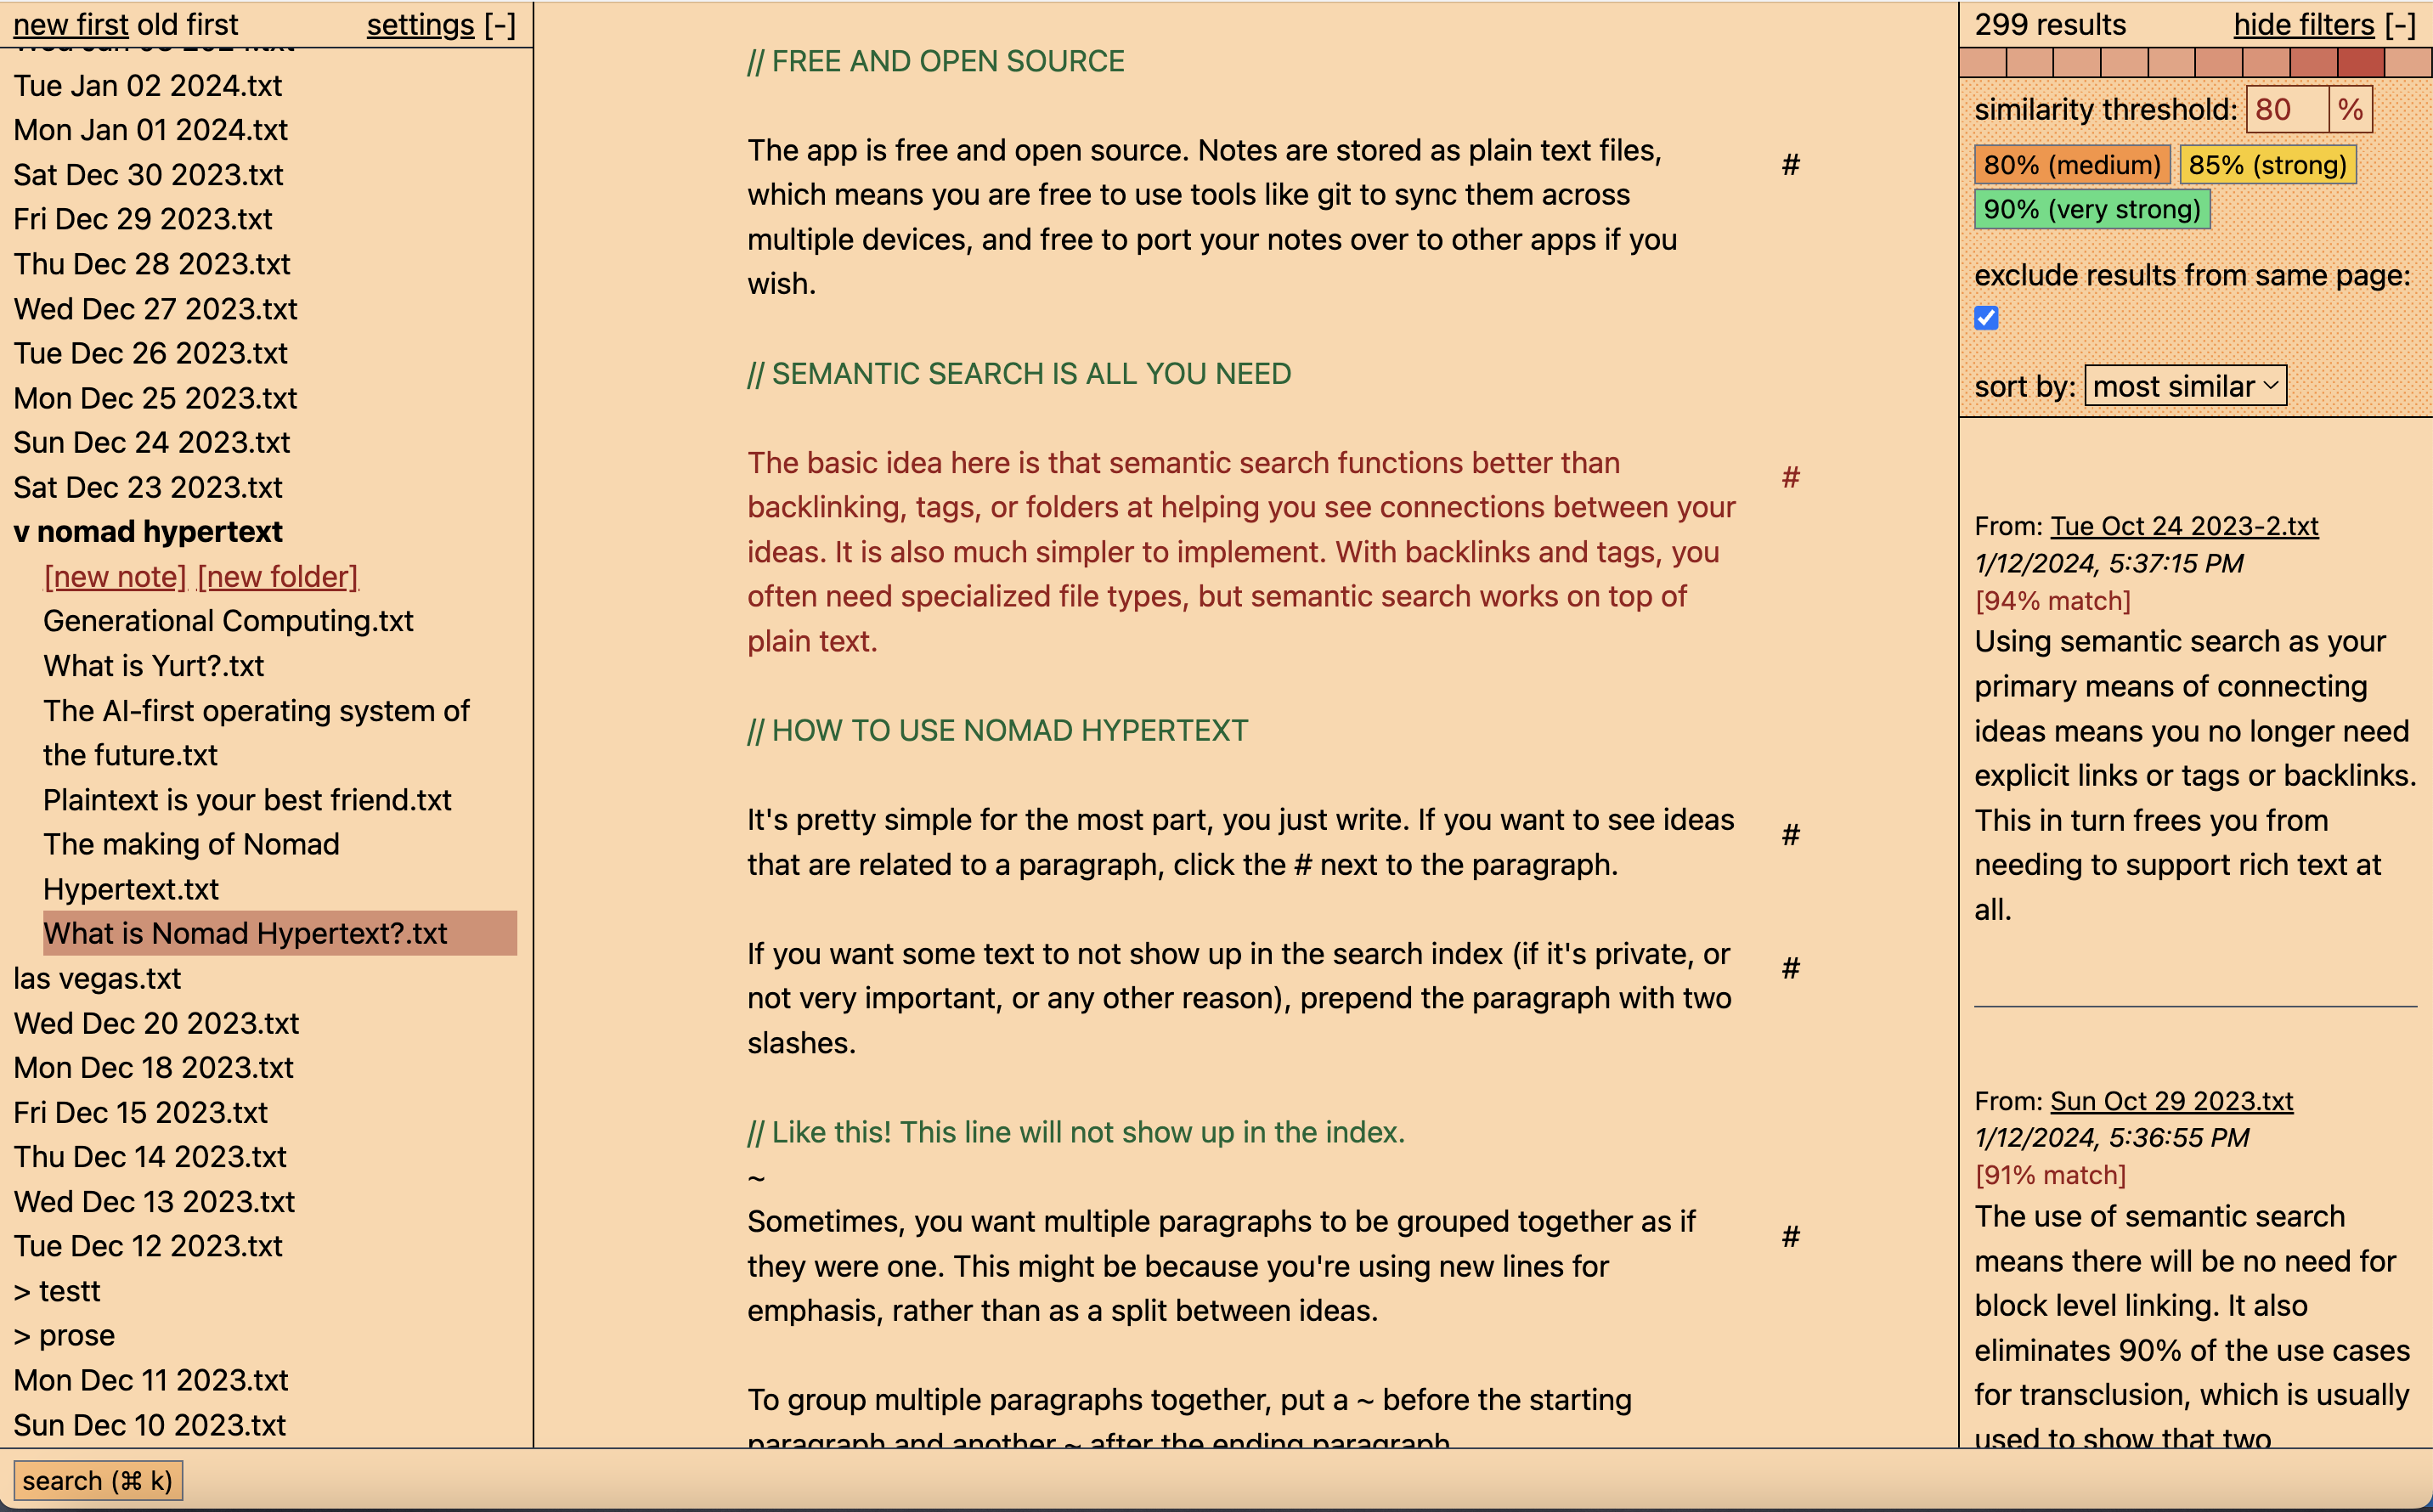 new first old first settings [-]
Tue Jan 02 2024.txt
Mon Jan 01 2024.txt
Sat Dec 30 2023.txt
Fri Dec 29 2023.txt
Thu Dec 28 2023.txt
Wed Dec 27 2023.txt
Tue Dec 26 2023.txt
Mon Dec 25 2023.txt
Sun Dec 24 2023.txt
Sat Dec 23 2023.txt
v nomad hypertext
[new note] [new folder]
Generational Computing.txt
What is Yurt?.txt
The AI-first operating system of
the future.txt
Plaintext is your best friend.txt
The making of Nomad
Hypertext.txt
What is Nomad Hypertext?.txt
las vegas.txt
Wed Dec 20 2023.txt
Mon Dec 18 2023.txt
Fri Dec 15 2023.txt
Thu Dec 14 2023.txt
Wed Dec 13 2023.txt
Tue Dec 12 2023.txt
> testt
> prose
Mon Dec 11 2023.txt
Sun Dec 10 2023.txt
search (⌘ k)
// FREE AND OPEN SOURCE
The app is free and open source. Notes are stored as plain text files, #
which means you are free to use tools like git to sync them across
multiple devices, and free to port your notes over to other apps if you
wish.
// SEMANTIC SEARCH IS ALL YOU NEED
The basic idea here is that semantic search functions better than #
backlinking, tags, or folders at helping you see connections between your
ideas. It is also much simpler to implement. With backlinks and tags, you
often need specialized file types, but semantic search works on top of
plain text.
// HOW TO USE NOMAD HYPERTEXT
It's pretty simple for the most part, you just write. If you want to see ideas #
that are related to a paragraph, click the # next to the paragraph.
If you want some text to not show up in the search index (if it's private, or #
not very important, or any other reason), prepend the paragraph with two
slashes.
// Like this! This line will not show up in the index.
~
Sometimes, you want multiple paragraphs to be grouped together as if #
they were one. This might be because you're using new lines for
emphasis, rather than as a split between ideas.
To group multiple paragraphs together, put a ~ before the starting
paragraph and another ~ after the ending paragraph
299 results hide filters [-]
similarity threshold: 80 %
80% (medium) 85% (strong)
90% (very strong)
exclude results from same page:
sort by: most similar
From: Tue Oct 24 2023-2.txt
1/12/2024, 5:37:15 PM
[94% match]
Using semantic search as your
primary means of connecting
ideas means you no longer need
explicit links or tags or backlinks.
This in turn frees you from
needing to support rich text at
all.
From: Sun Oct 29 2023.txt
1/12/2024, 5:36:55 PM
[91% match]
The use of semantic search
means there will be no need for
block level linking. It also
eliminates 90% of the use cases
for transclusion, which is usually
used to show that two